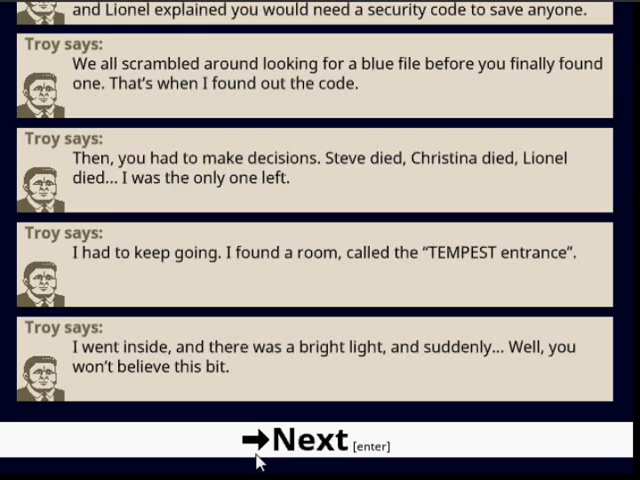 and Lionel explained you would need a security code to save anyone.
Troy says:
We all scrambled around looking for a blue file before you finally found
one. That’s when I found out the code.
Troy says:
Then, you had to make decisions. Steve died, Christina died, Lionel
died... I was the only one left.
Troy says:
I had to keep going. I found a room, called the “TEMPEST entrance”.
Troy says:
I went inside, and there was a bright light, and suddenly... Well, you
won’t believe this bit.
➡Next [enter]